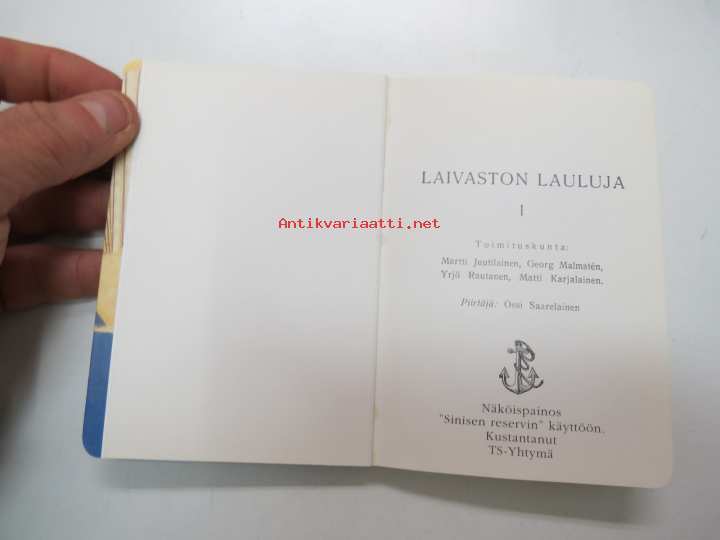 LAIVASTON LAULUJA
I
Antikvariaatti.net
Toimituskunta:
Martti Juutilainen, Georg Malmstén,
Yrjö Rautanen, Matti Karjalainen.
Piirtäjä: Ossi Saarelainen
Näköispainos
"Sinisen reservin" käyttöön.
Kustantanut
TS-Yhtymä